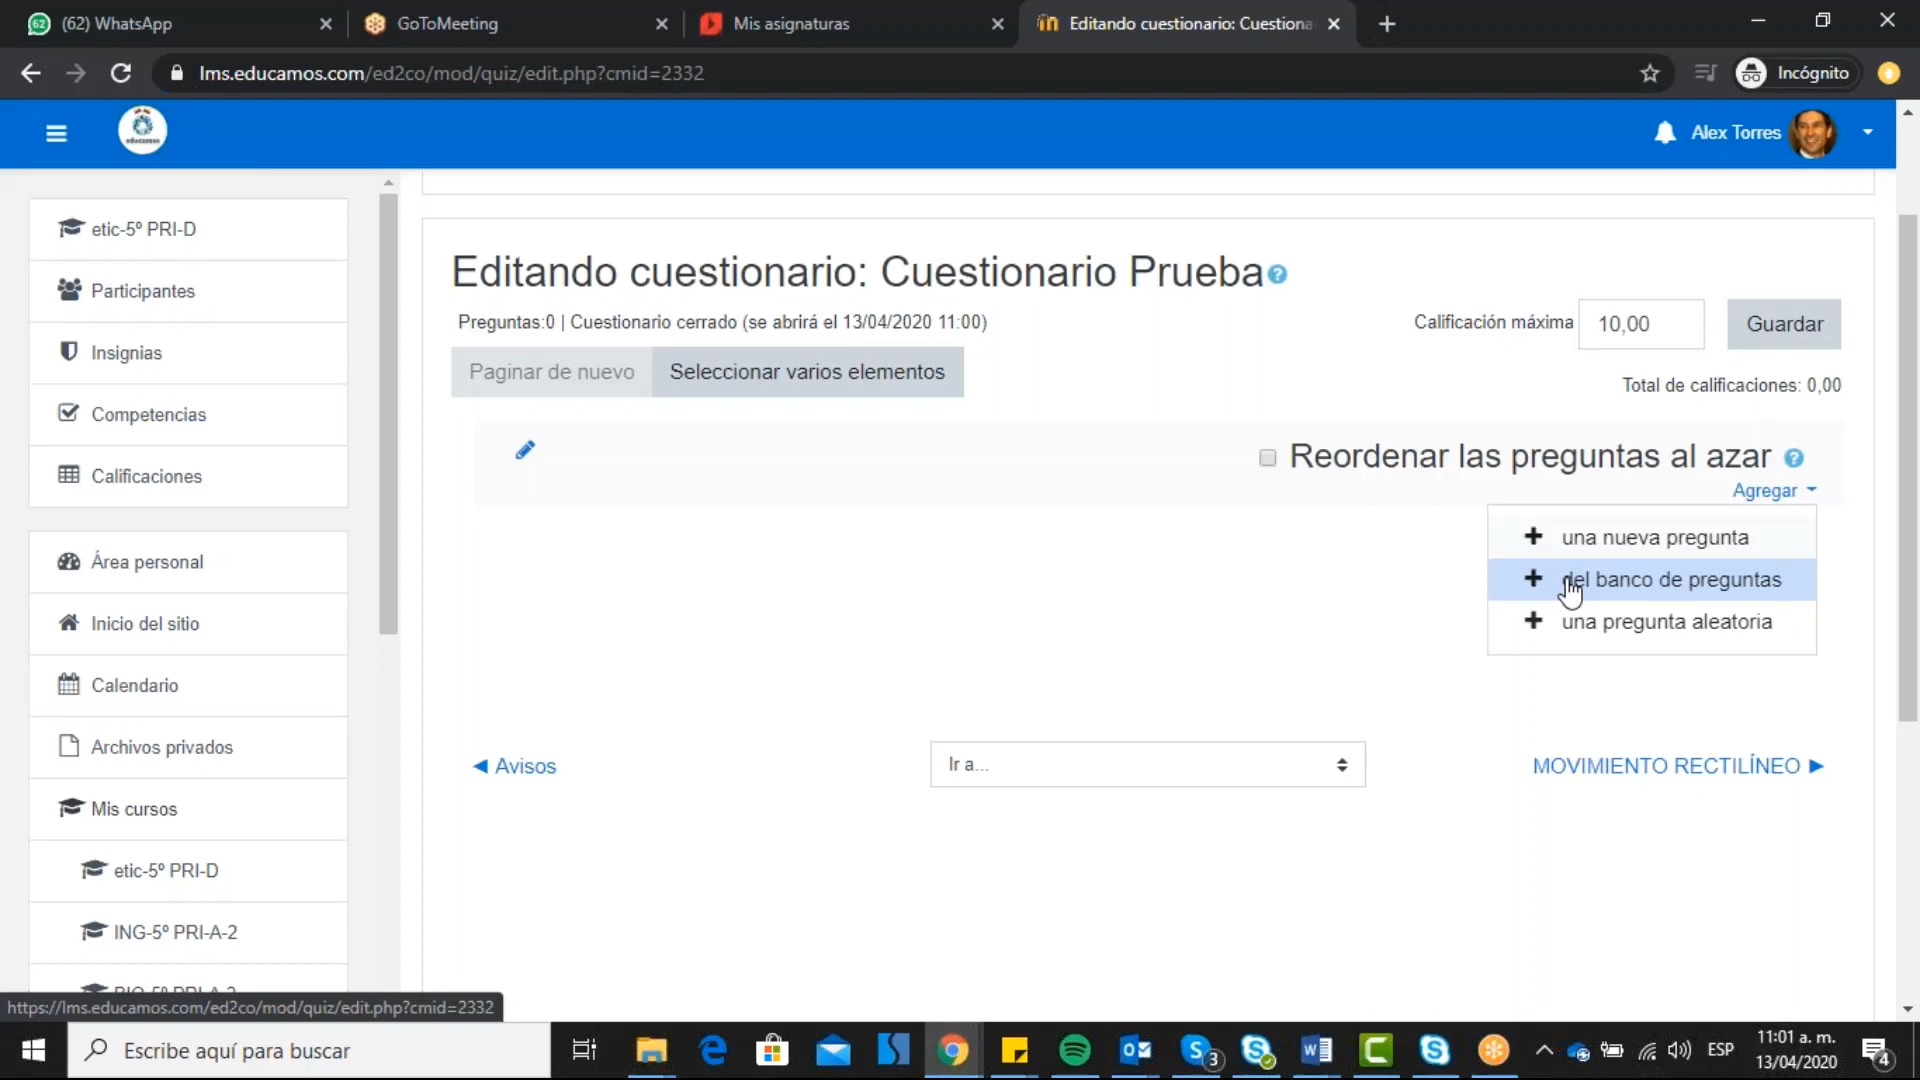 (62) WhatsApp
GoToMeeting
Mis asignaturas
Editando cuestionario: Cuestiona
lms.educamos.com/ed2co/mod/quiz/edit.php?cmid=2332
Incógnito
Alex Torres
etic-5º PRI-D
Participantes
Insignias
Competencias
Calificaciones
Área personal
Inicio del sitio
Calendario
Archivos privados
Mis cursos
etic-5º PRI-D
ING-5º PRI-A-2
Editando cuestionario: Cuestionario Prueba
Preguntas:0 | Cuestionario cerrado (se abrirá el 13/04/2020 11:00)
Calificación máxima 10,00 Guardar
Paginar de nuevo Seleccionar varios elementos
Total de calificaciones: 0,00
Reordenar las preguntas al azar
Agregar
una nueva pregunta
del banco de preguntas
una pregunta aleatoria
Avisos
Ir a...
MOVIMIENTO RECTILÍNEO
https://lms.educamos.com/ed2co/mod/quiz/edit.php?cmid=2332
Escribe aquí para buscar
3
ESP
11:01 a. m.
13/04/2020
4